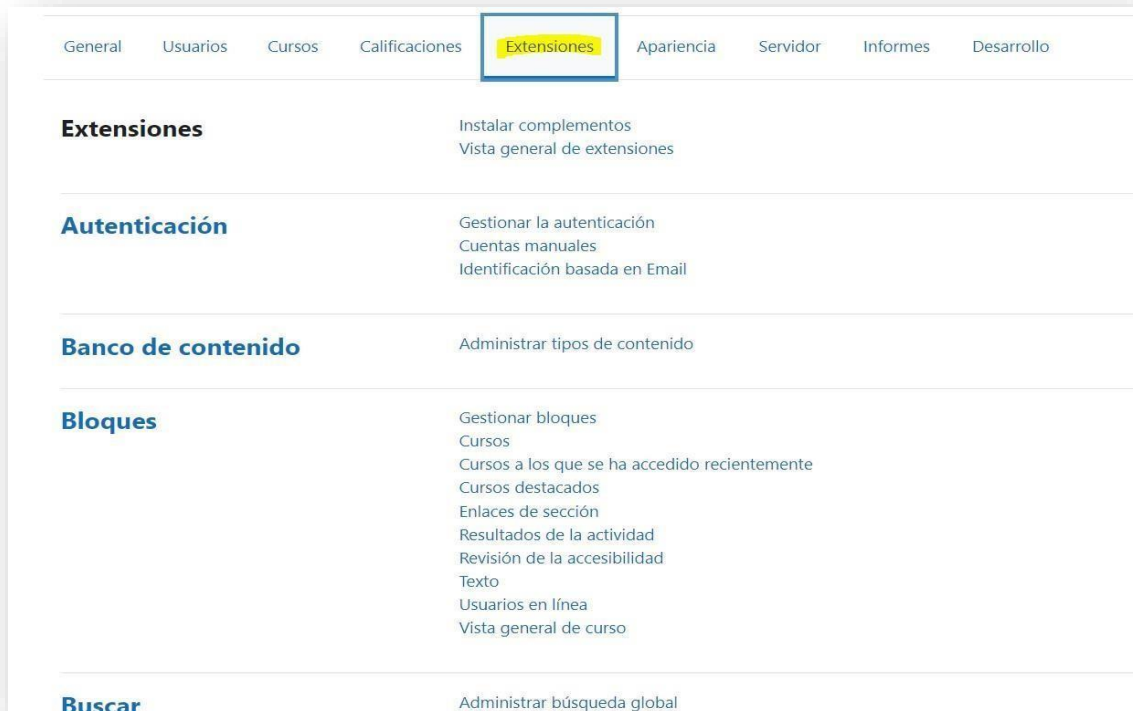 General Usuarios Cursos Calificaciones Extensiones Apariencia Servidor Informes Desarrollo
Extensiones
Instalar complementos
Vista general de extensiones
Autenticación
Gestionar la autenticación
Cuentas manuales
Identificación basada en Email
Banco de contenido
Administrar tipos de contenido
Bloques
Gestionar bloques
Cursos
Cursos a los que se ha accedido recientemente
Cursos destacados
Enlaces de sección
Resultados de la actividad
Revisión de la accesibilidad
Texto
Usuarios en línea
Vista general de curso
Buscar
Administrar búsqueda global